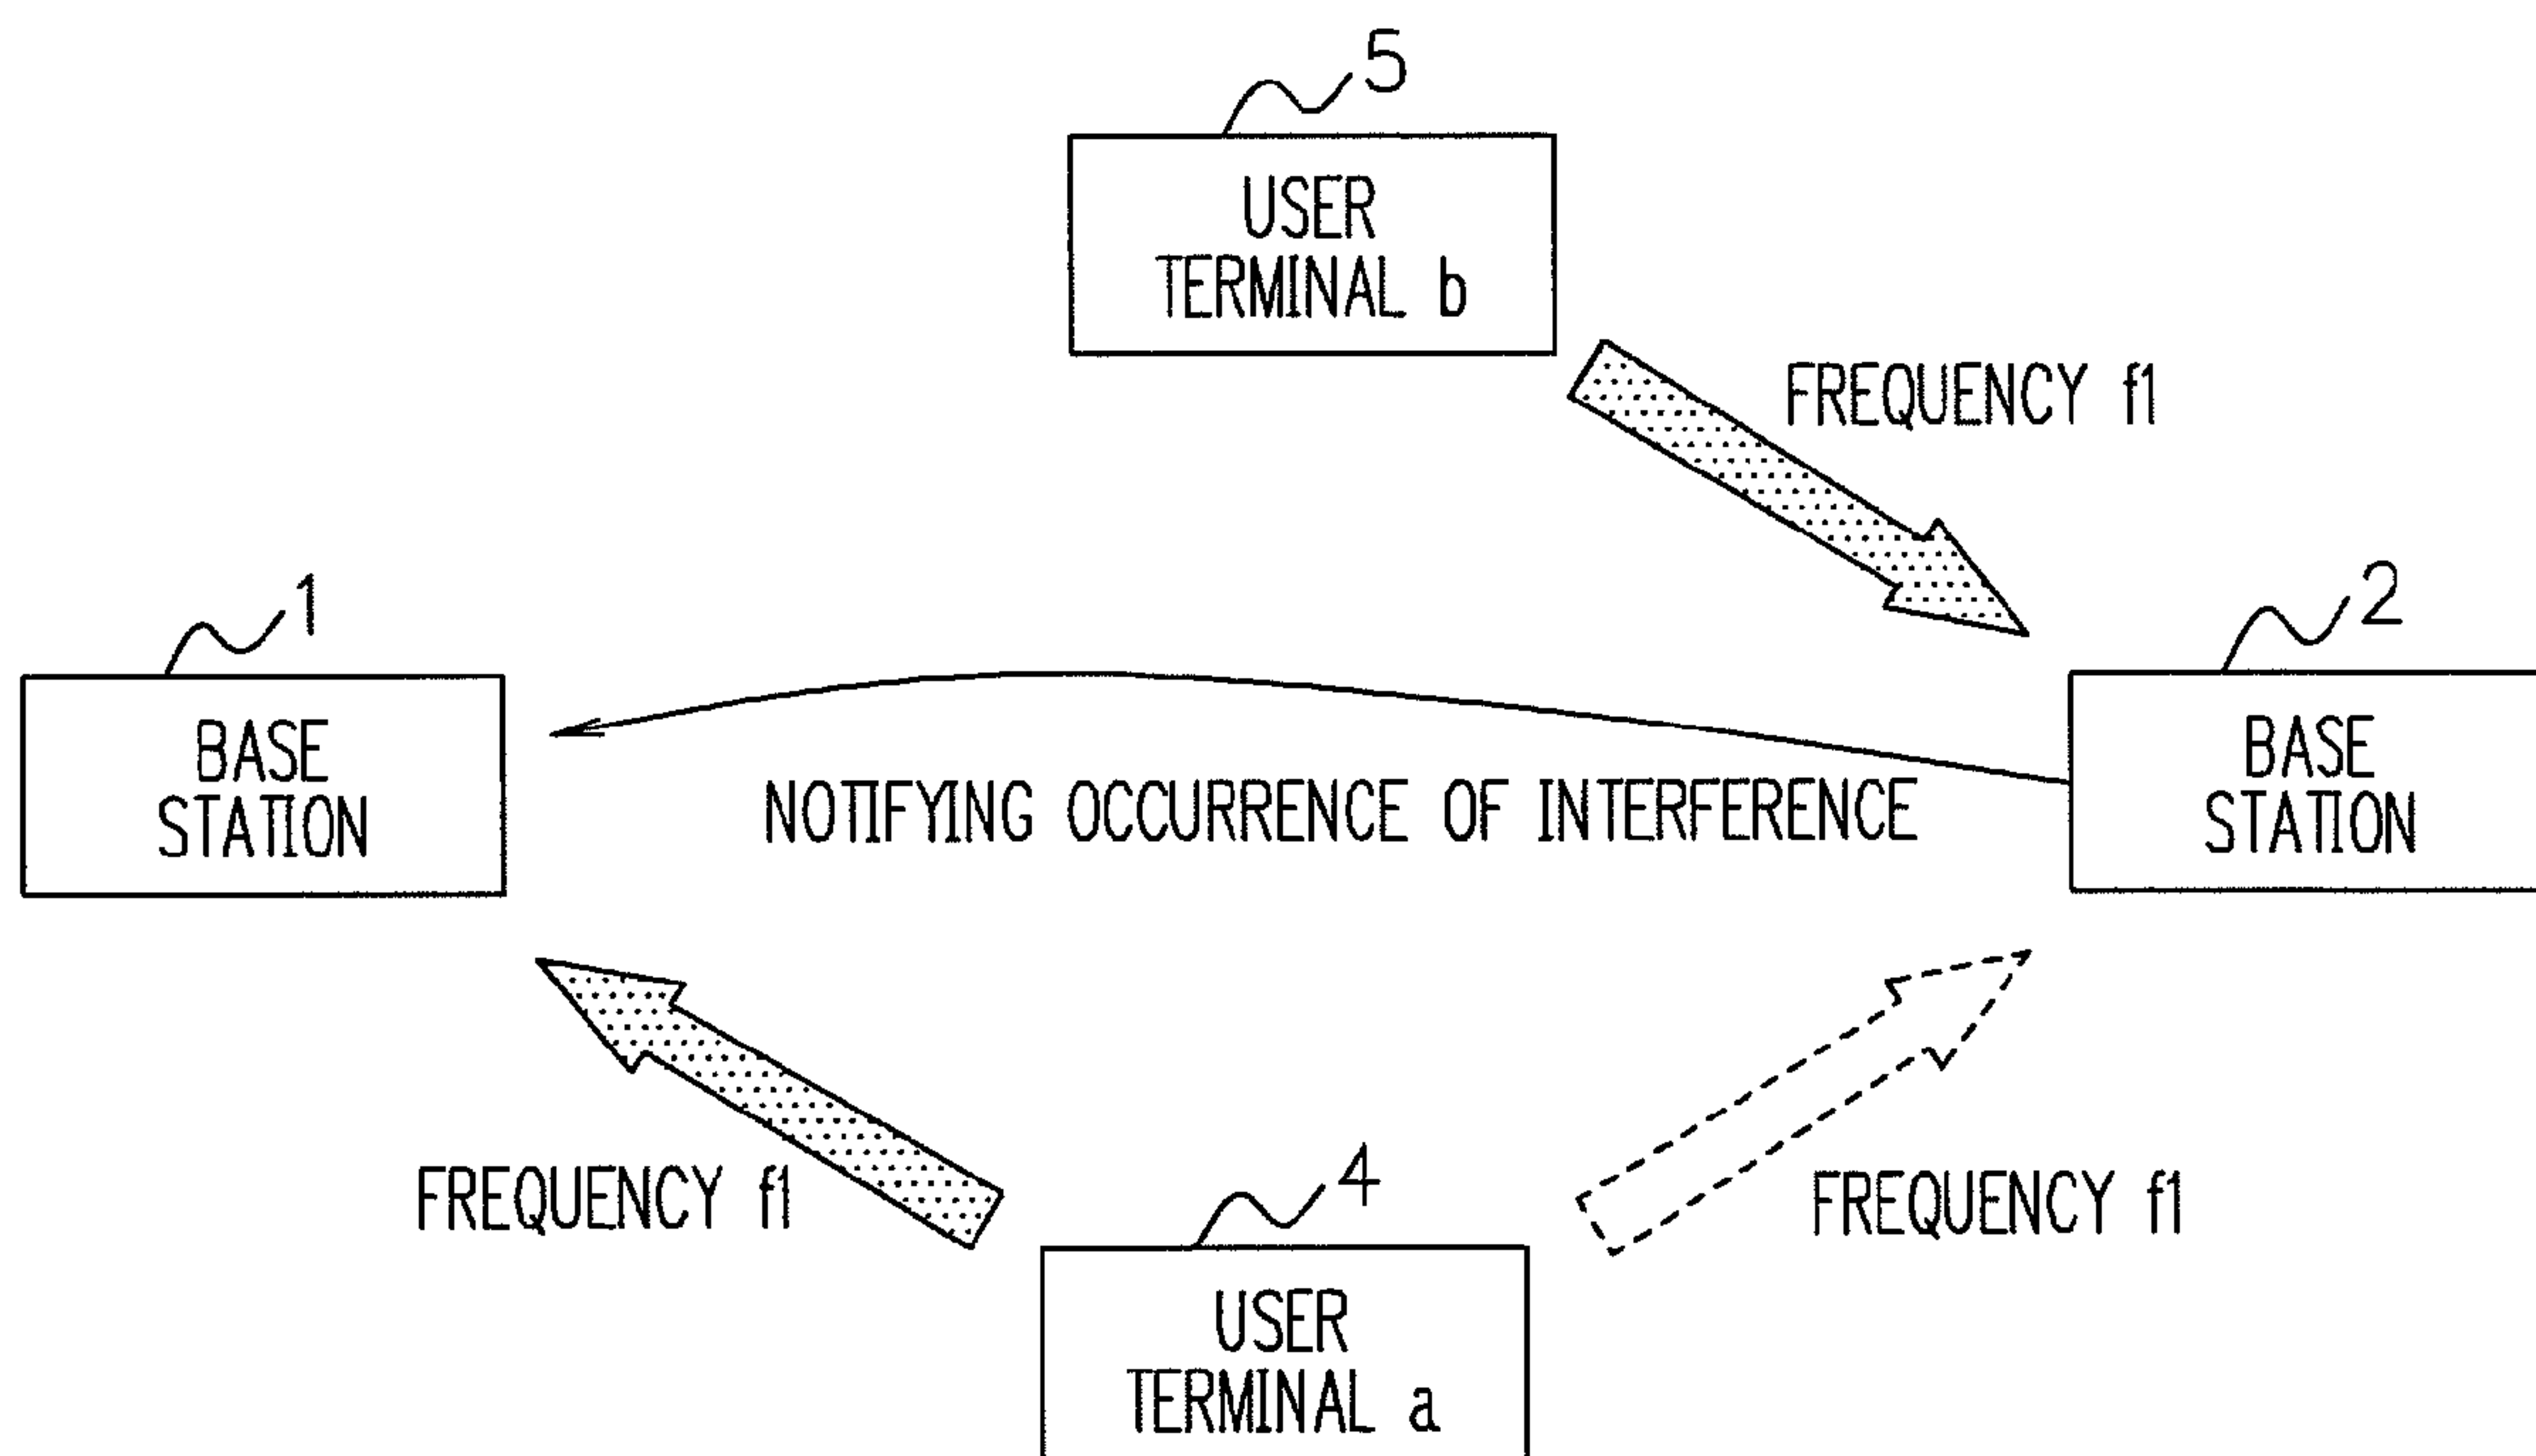 5
USER
TERMINAL b
FREQUENCY f1
1
2
BASE
STATION
NOTIFYING OCCURRENCE OF INTERFERENCE
BASE
STATION
FREQUENCY f1
4
FREQUENCY f1
USER
TERMINAL a